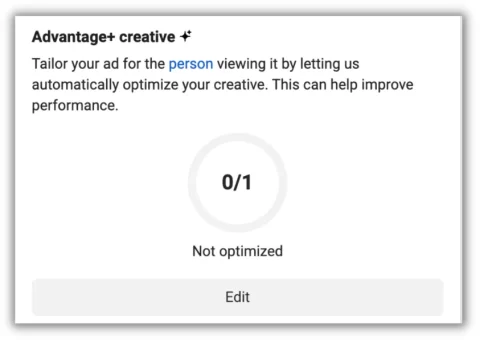 Advantage+ creative
Tailor your ad for the person viewing it by letting us
automatically optimize your creative. This can help improve
performance.
0/1
Not optimized
Edit